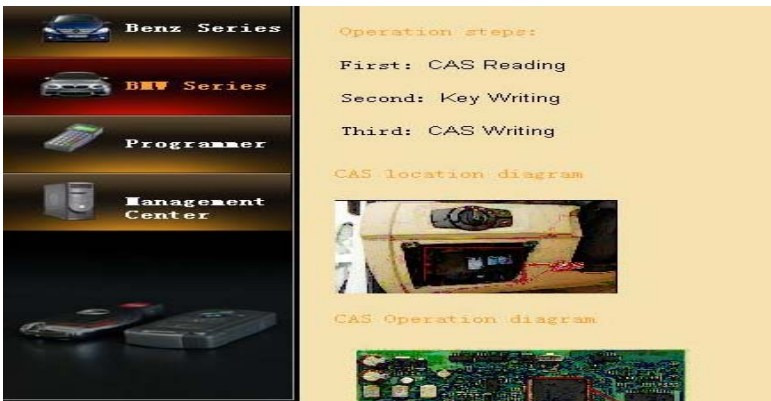 Benz Series
BMW Series
Programmer
Management
Center
Operation steps:
First: CAS Reading
Second: Key Writing
Third: CAS Writing
CAS location diagram
CAS Operation diagram